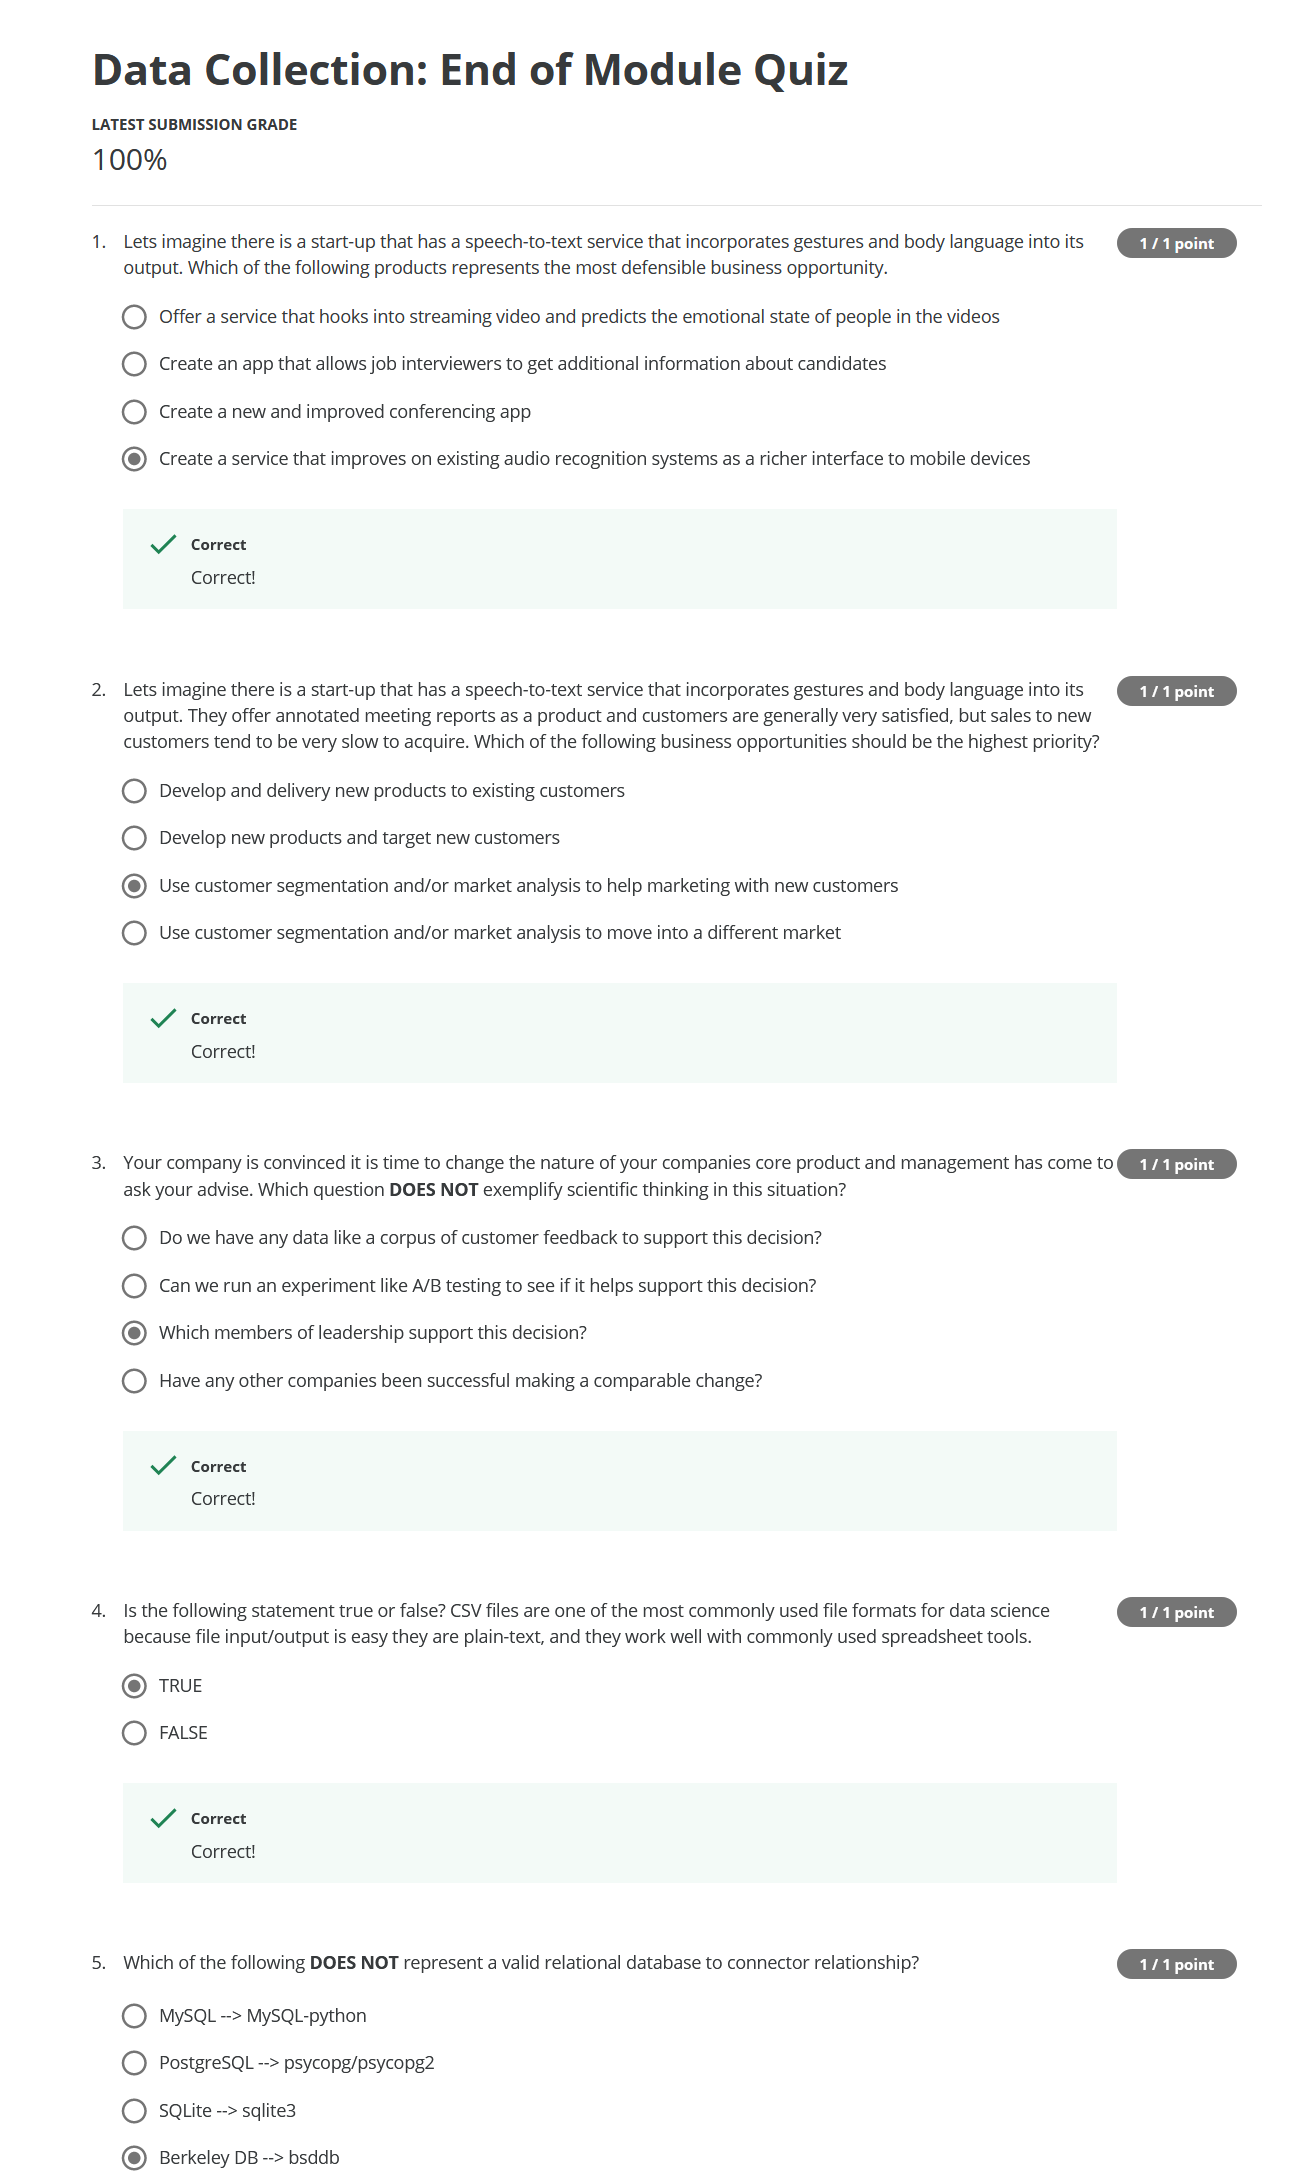 Data Collection: End of Module Quiz
LATEST SUBMISSION GRADE
100%
1. Lets imagine there is a start-up that has a speech-to-text service that incorporates gestures and body language into its
output. Which of the following products represents the most defensible business opportunity.
1 / 1 point
Offer a service that hooks into streaming video and predicts the emotional state of people in the videos
Create an app that allows job interviewers to get additional information about candidates
Create a new and improved conferencing app
Create a service that improves on existing audio recognition systems as a richer interface to mobile devices
Correct
Correct!
2. Lets imagine there is a start-up that has a speech-to-text service that incorporates gestures and body language into its
output. They offer annotated meeting reports as a product and customers are generally very satisfied, but sales to new
customers tend to be very slow to acquire. Which of the following business opportunities should be the highest priority?
1 / 1 point
Develop and delivery new products to existing customers
Develop new products and target new customers
Use customer segmentation and/or market analysis to help marketing with new customers
Use customer segmentation and/or market analysis to move into a different market
Correct
Correct!
3. Your company is convinced it is time to change the nature of your companies core product and management has come to
ask your advise. Which question DOES NOT exemplify scientific thinking in this situation?
1 / 1 point
Do we have any data like a corpus of customer feedback to support this decision?
Can we run an experiment like A/B testing to see if it helps support this decision?
Which members of leadership support this decision?
Have any other companies been successful making a comparable change?
Correct
Correct!
4. Is the following statement true or false? CSV files are one of the most commonly used file formats for data science
because file input/output is easy they are plain-text, and they work well with commonly used spreadsheet tools.
1 / 1 point
TRUE
FALSE
Correct
Correct!
5. Which of the following DOES NOT represent a valid relational database to connector relationship?
1 / 1 point
MySQL --> MySQL-python
PostgreSQL --> psycopg/psycopg2
SQLite --> sqlite3
Berkeley DB --> bsddb